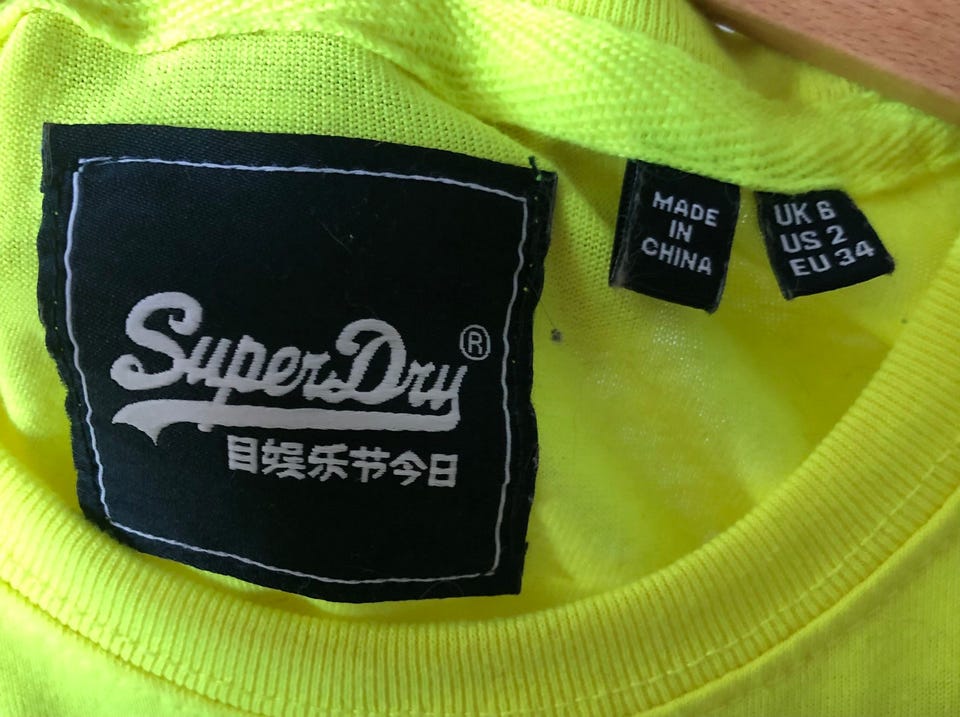 SuperDry®
目娱乐节今日
MADE
IN
CHINA
UK 6
US 2
EU 34